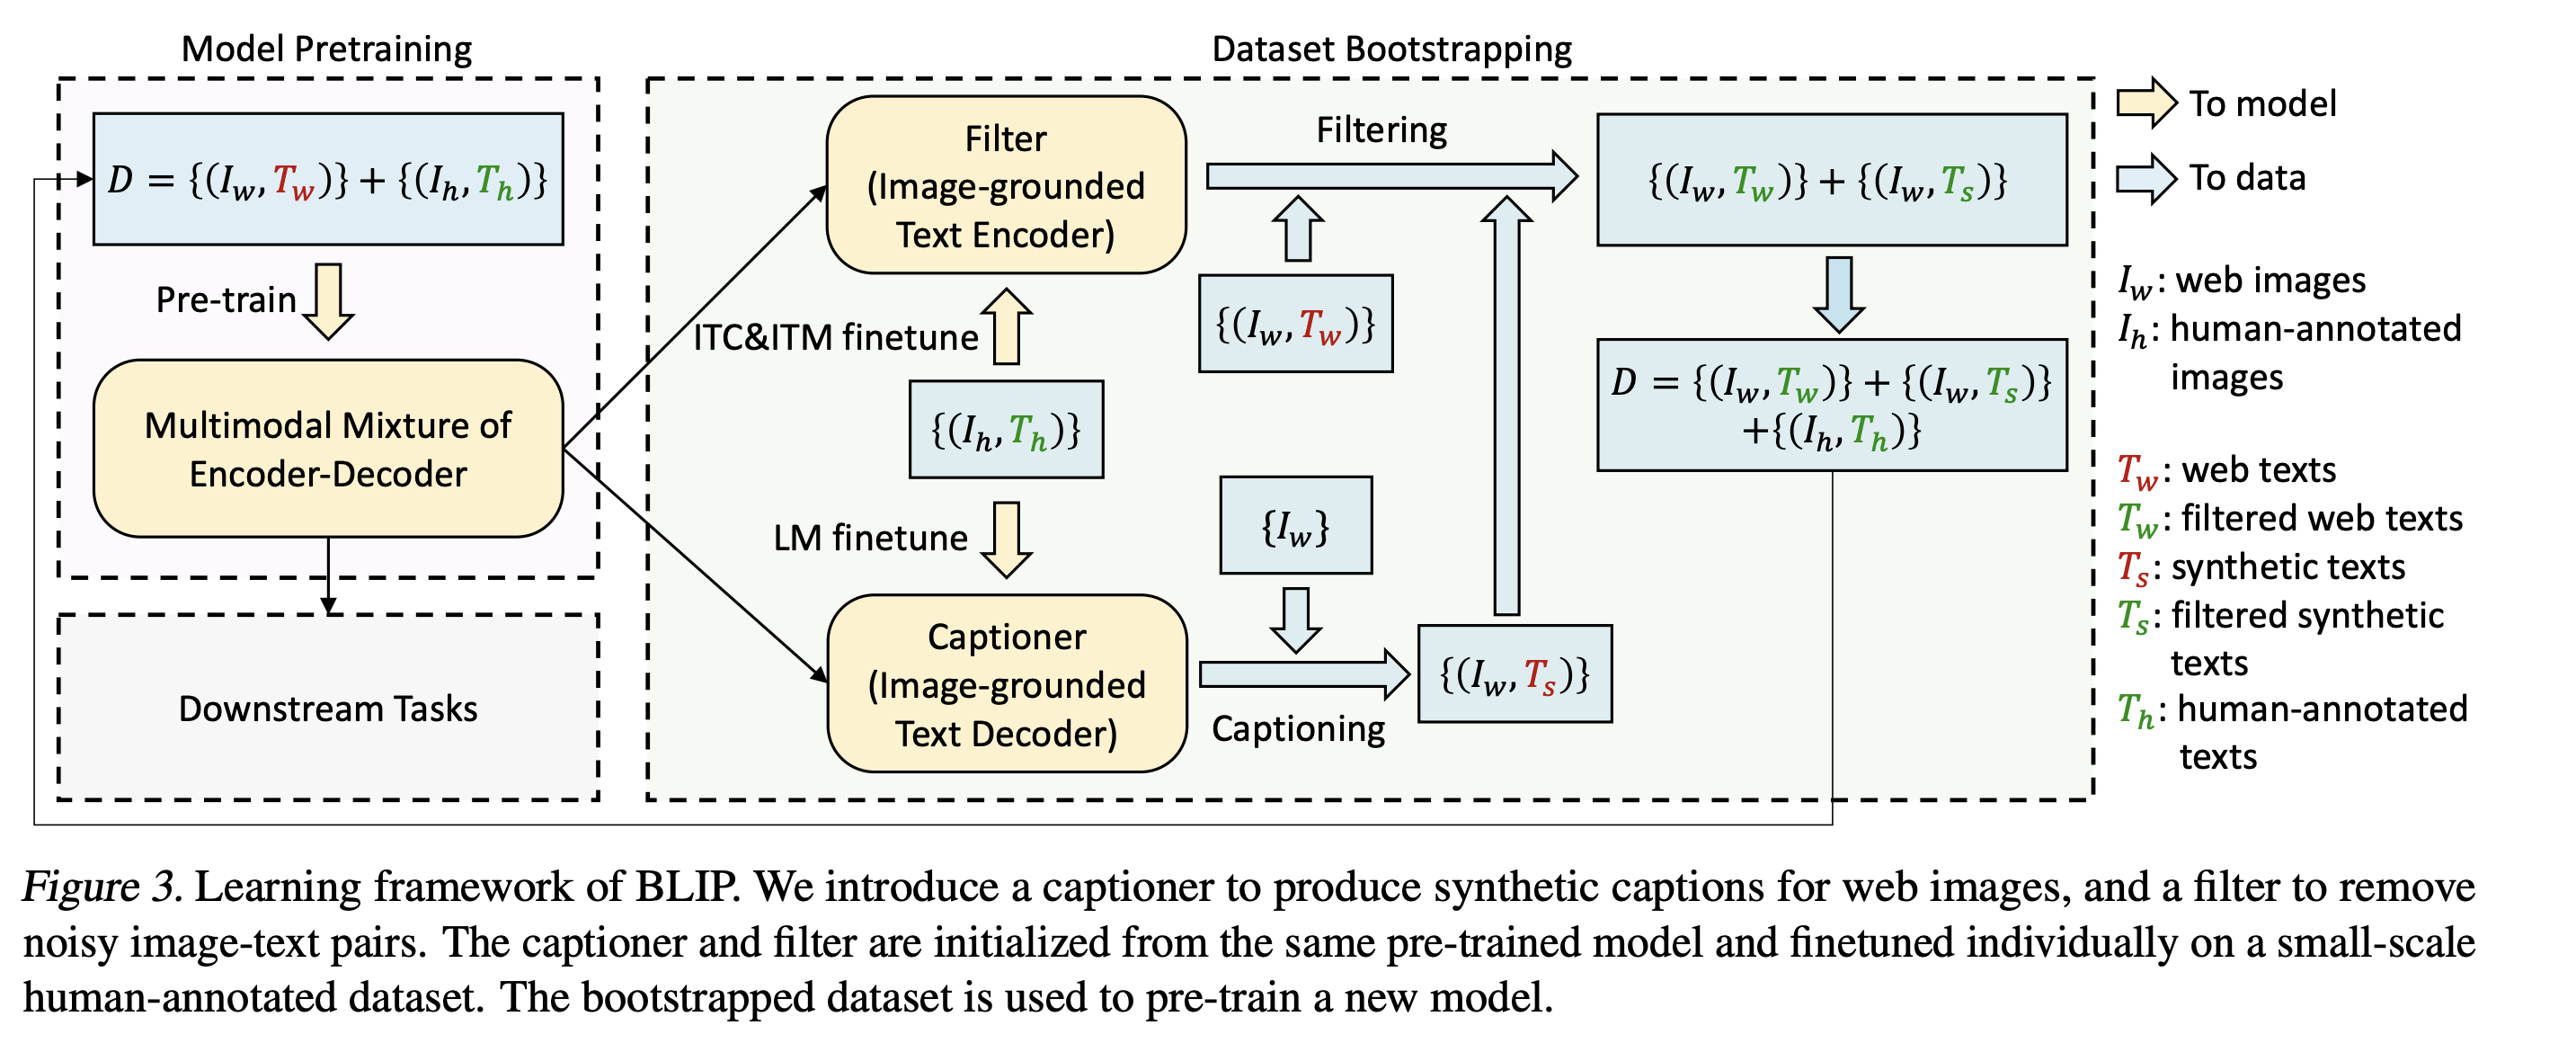 Model Pretraining
D = {(I_w, T_w)} + {(I_h, T_h)}
Pre-train
Multimodal Mixture of
Encoder-Decoder
Downstream Tasks
Dataset Bootstrapping
Filter
(Image-grounded
Text Encoder)
ITC&ITM finetune
{(I_h, T_h)}
LM finetune
Captioner
(Image-grounded
Text Decoder)
Filtering
{(I_w, T_w)}
{I_w}
Captioning
{(I_w, T_s)}
{(I_w, T_w)} + {(I_w, T_s)}
D = {(I_w, T_w)} + {(I_w, T_s)}
+{(I_h, T_h)}
To model
To data
I_w: web images
I_h: human-annotated
images
T_w: web texts
T_w: filtered web texts
T_s: synthetic texts
T_s: filtered synthetic
texts
T_h: human-annotated
texts
Figure 3. Learning framework of BLIP. We introduce a captioner to produce synthetic captions for web images, and a filter to remove
noisy image-text pairs. The captioner and filter are initialized from the same pre-trained model and finetuned individually on a small-scale
human-annotated dataset. The bootstrapped dataset is used to pre-train a new model.